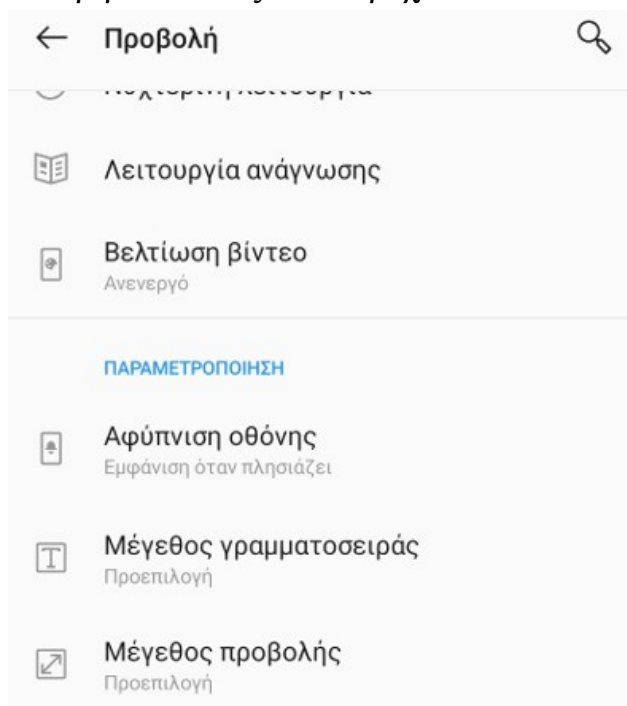 Προβολή
Λειτουργία ανάγνωσης
Βελτίωση βίντεο
Ανενεργό
ΠΑΡΑΜΕΤΡΟΠΟΙΗΣΗ
Αφύπνιση οθόνης
Εμφάνιση όταν πλησιάζει
Μέγεθος γραμματοσειράς
Προεπιλογή
Μέγεθος προβολής
Προεπιλογή